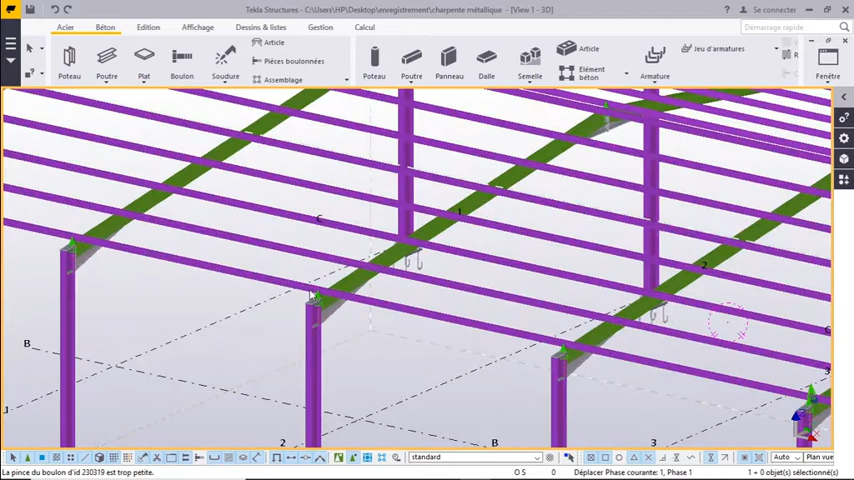 Tekla Structures - C:\Users\HP\Desktop\enregistrement\charpente métallique - [View 1 - 3D]
Se connecter
Acier Béton Edition Affichage Dessins & listes Gestion Calcul
Démarrage rapide
Poteau Poutre Plat Boulon Soudure
Article
Pièces boulonnées
Assemblage
Poteau Poutre Panneau Dalle Semelle
Article
Elément béton
Armature
Jeu d'armatures
Fenêtre
C
1
2
B
C
3
1
2
B
3
standard
Auto
Plan vue
La pince du boulon d'id 230319 est trop petite.
O S
0
Déplacer Phase courante: 1, Phase 1
1 + 0 objet(s) sélectionné(s)